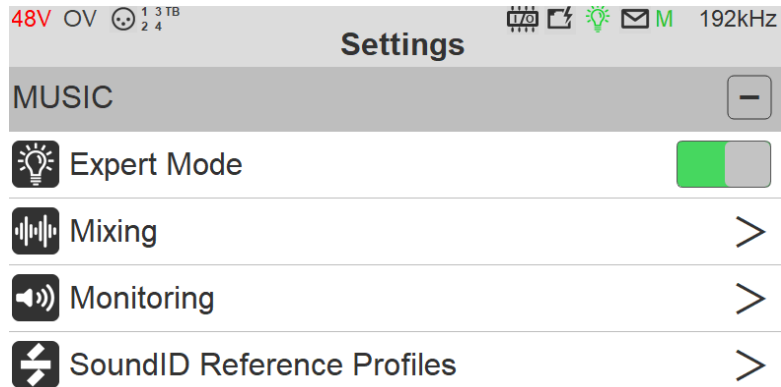 48V OV 1 3 TB 2 4 I/O M 192kHz
Settings
MUSIC
Expert Mode
Mixing
Monitoring
SoundID Reference Profiles